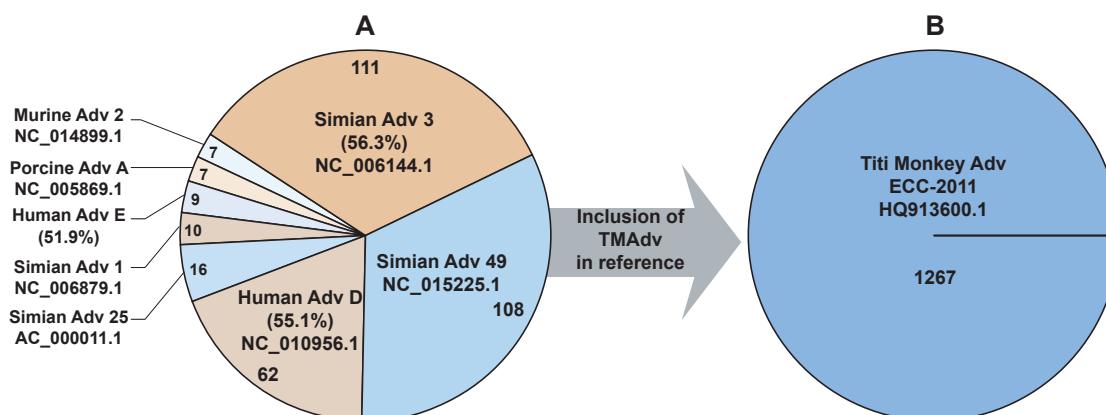 A
B
111
Simian Adv 3
(56.3%)
NC_006144.1
Murine Adv 2
NC_014899.1
7
Porcine Adv A
NC_005869.1
7
Human Adv E
(51.9%)
9
Simian Adv 1
NC_006879.1
10
Simian Adv 25
AC_000011.1
16
Human Adv D
(55.1%)
NC_010956.1
62
Simian Adv 49
NC_015225.1
108
Inclusion of
TMAdv
in reference
Titi Monkey Adv
ECC-2011
HQ913600.1
1267